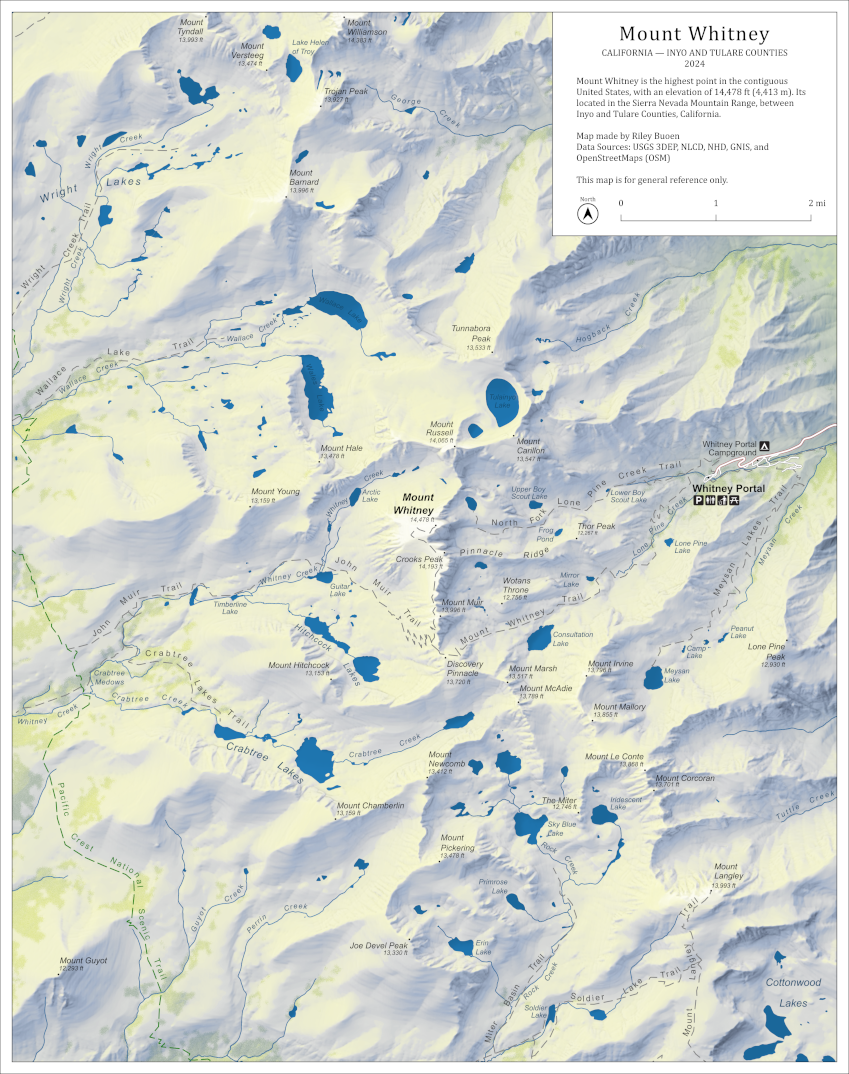 Mount Whitney
CALIFORNIA — INYO AND TULARE COUNTIES
2024
Mount Whitney is the highest point in the contiguous
United States, with an elevation of 14,478 ft (4,413 m). Its
located in the Sierra Nevada Mountain Range, between
Inyo and Tulare Counties, California.
Map made by Riley Buoen
Data Sources: USGS 3DEP, NLCD, NHD, GNIS, and
OpenStreetMaps (OSM)
This map is for general reference only.
North
0 1 2 mi
Mount
Tyndall
13,993 ft
Mount
Williamson
14,383 ft
Mount
Versteeg
13,474 ft
Lake Helen
of Troy
Trojan Peak
13,927 ft
George Creek
Wright Creek
Wright Lakes
Mount
Barnard
13,996 ft
Wright Creek Trail
Wright Creek
Wallace Lake
Wallace Creek
Wallace Lake Trail
Wallace Creek
Tunnabora
Peak
13,533 ft
Hogback Creek
Tulainyo
Lake
Mount
Russell
14,065 ft
Mount
Carillon
13,547 ft
Mount Hale
13,478 ft
Mount Young
13,159 ft
Whitney Creek
Arctic
Lake
Mount
Whitney
14,478 ft
Whitney Portal
Campground
Whitney Portal
P
Upper Boy
Scout Lake
Lower Boy
Scout Lake
North Fork Lone Pine Creek Trail
Frog
Pond
Thor Peak
12,287 ft
Lone Pine Creek
Lone Pine
Lake
Meysan Lakes Trail
Meysan Creek
Crooks Peak
14,193 ft
Pinnacle Ridge
John Muir Trail
Whitney Creek
Guitar
Lake
Timberline
Lake
John Muir Trail
Wotans
Throne
12,756 ft
Mirror
Lake
Mount Muir
13,996 ft
Mount Whitney Trail
Consultation
Lake
Hitchcock Lakes
Mount Hitchcock
13,153 ft
Discovery
Pinnacle
13,720 ft
Mount Marsh
13,517 ft
Mount Irvine
13,796 ft
Mount McAdie
13,789 ft
Mount Mallory
13,855 ft
Meysan
Lake
Camp
Lake
Peanut
Lake
Lone Pine
Peak
12,930 ft
Crabtree Lakes Trail
Crabtree
Medows
Crabtree Creek
Whitney Creek
Crabtree Lakes
Crabtree Creek
Mount
Newcomb
13,412 ft
Mount Le Conte
13,868 ft
Mount Corcoran
13,701 ft
Tuttle Creek
Mount Chamberlin
13,159 ft
The Miter
12,746 ft
Iridescent
Lake
Sky Blue
Lake
Rock Creek
Mount
Pickering
13,478 ft
Mount
Langley
13,993 ft
Primrose
Lake
Pacific Crest National Scenic Trail
Guyot Creek
Perrin Creek
Joe Devel Peak
13,330 ft
Erin
Lake
Mount Guyot
12,293 ft
Miter Basin Trail
Rock Creek
Soldier
Lake
Soldier Lake Trail
Mount Langley Trail
Cottonwood
Lakes